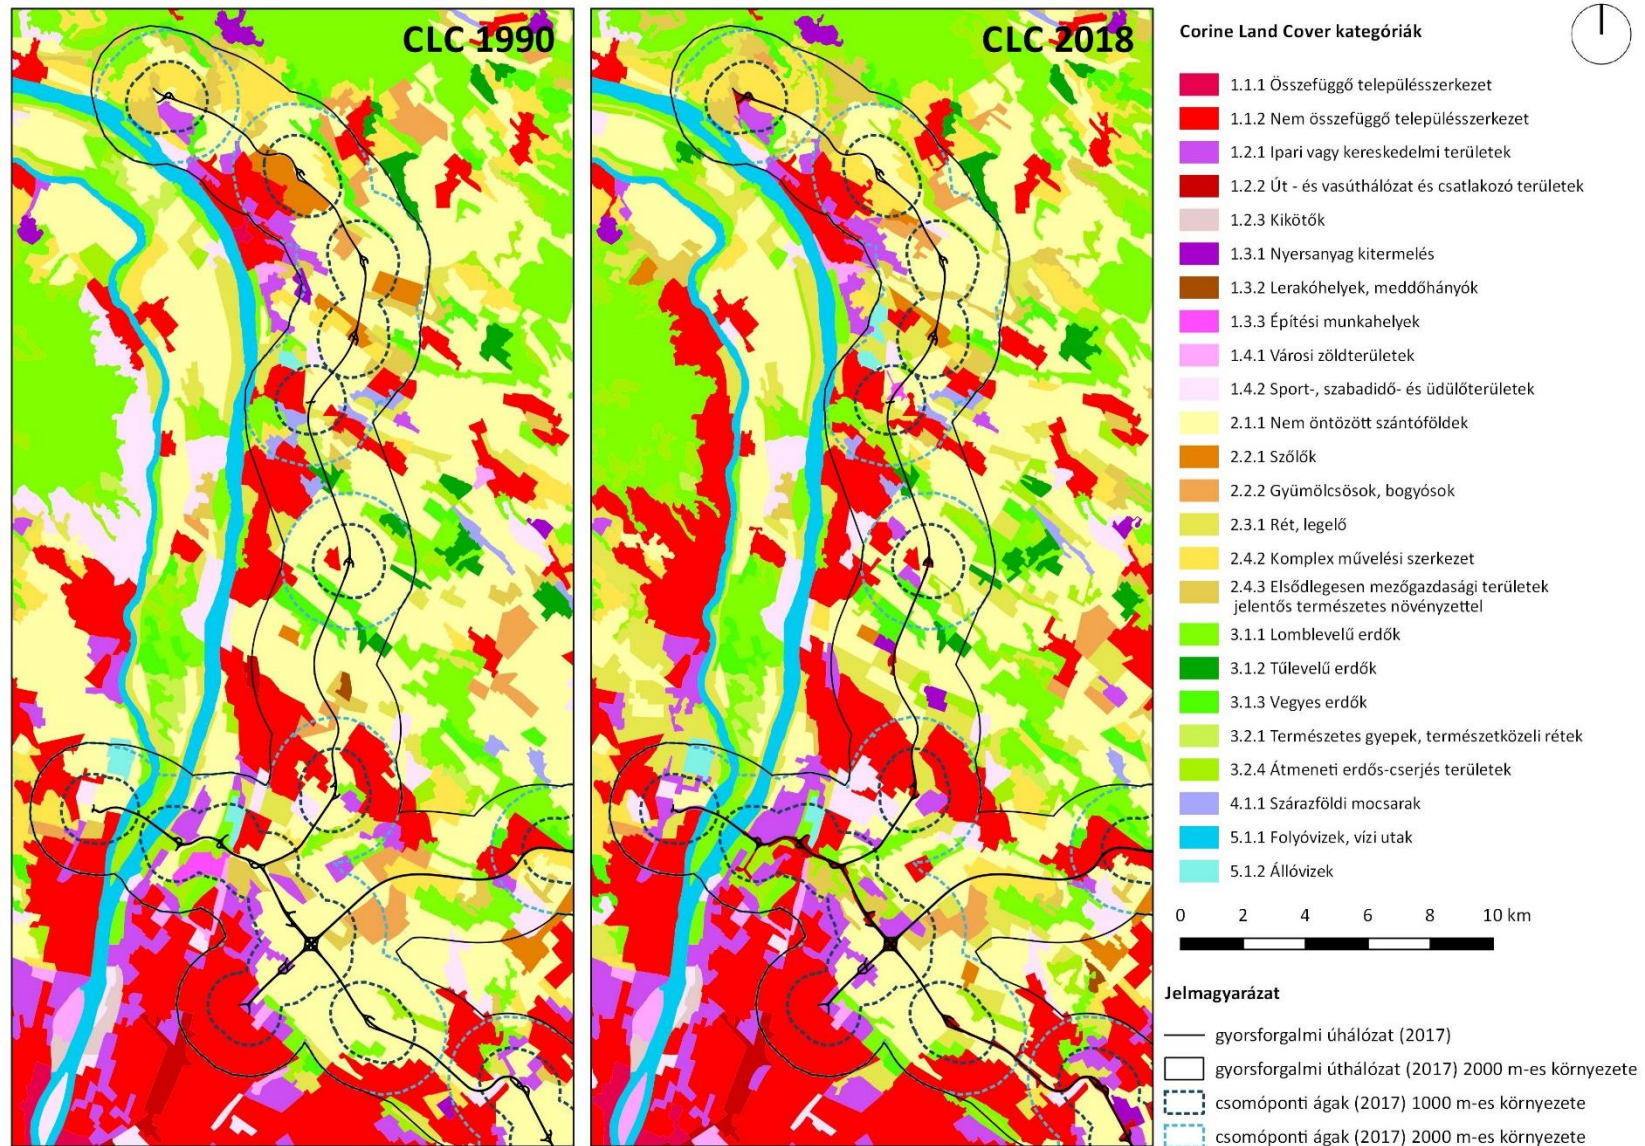 CLC 1990
CLC 2018
Corine Land Cover kategóriák
1.1.1 Összefüggő településszerkezet
1.1.2 Nem összefüggő településszerkezet
1.2.1 Ipari vagy kereskedelmi területek
1.2.2 Út - és vasúthálózat és csatlakozó területek
1.2.3 Kikötők
1.3.1 Nyersanyag kitermelés
1.3.2 Lerakóhelyek, meddőhányók
1.3.3 Építési munkahelyek
1.4.1 Városi zöldterületek
1.4.2 Sport-, szabadidő- és üdülőterületek
2.1.1 Nem öntözött szántóföldek
2.2.1 Szőlők
2.2.2 Gyümölcsösok, bogyósok
2.3.1 Rét, legelő
2.4.2 Komplex művelési szerkezet
2.4.3 Elsődlegesen mezőgazdasági területek
jelentős természetes növényzettel
3.1.1 Lomblevelű erdők
3.1.2 Tűlevelű erdők
3.1.3 Vegyes erdők
3.2.1 Természetes gyepek, természetközeli rétek
3.2.4 Átmeneti erdős-cserjés területek
4.1.1 Szárazföldi mocsarak
5.1.1 Folyóvizek, vízi utak
5.1.2 Állóvizek
0 2 4 6 8 10 km
Jelmagyarázat
gyorsforgalmi úhálózat (2017)
gyorsforgalmi úthálózat (2017) 2000 m-es környezete
csomóponti ágak (2017) 1000 m-es környezete
csomóponti ágak (2017) 2000 m-es környezete